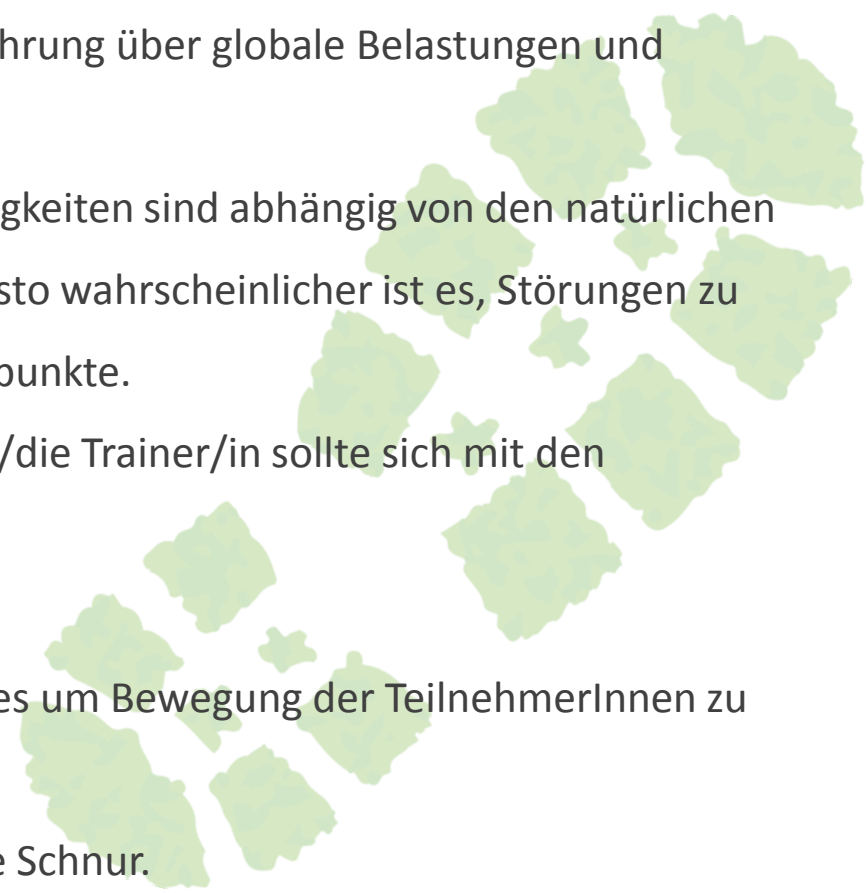 hrung über globale Belastungen und
gkeiten sind abhängig von den natürlichen
sto wahrscheinlicher ist es, Störungen zu
punkte.
/die Trainer/in sollte sich mit den
es um Bewegung der TeilnehmerInnen zu
e Schnur.